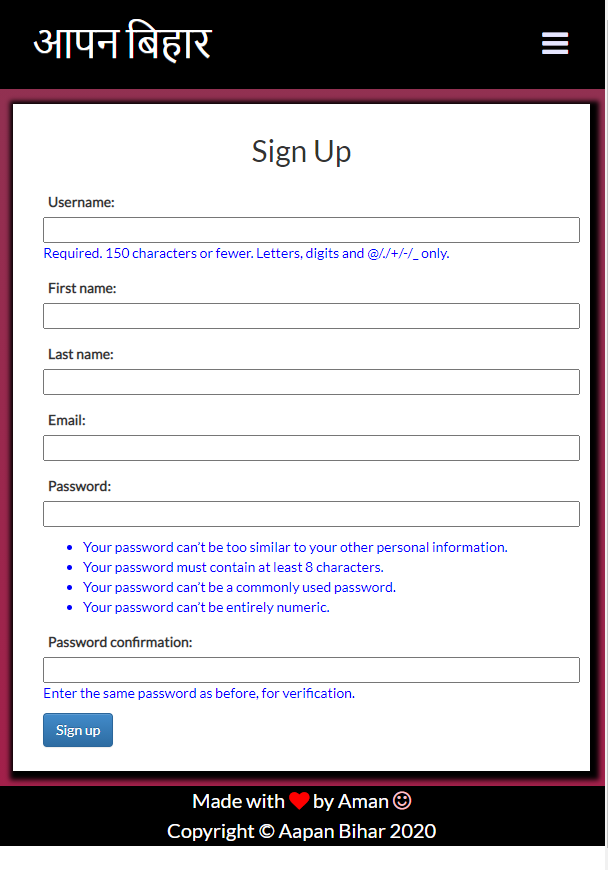 आपन बिहार
Sign Up
Username:
Required. 150 characters or fewer. Letters, digits and @/./+/-/_ only.
First name:
Last name:
Email:
Password:
Your password can't be too similar to your other personal information.
Your password must contain at least 8 characters.
Your password can't be a commonly used password.
Your password can't be entirely numeric.
Password confirmation:
Enter the same password as before, for verification.
Sign up
Made with ❤ by Aman ☺
Copyright © Aapan Bihar 2020